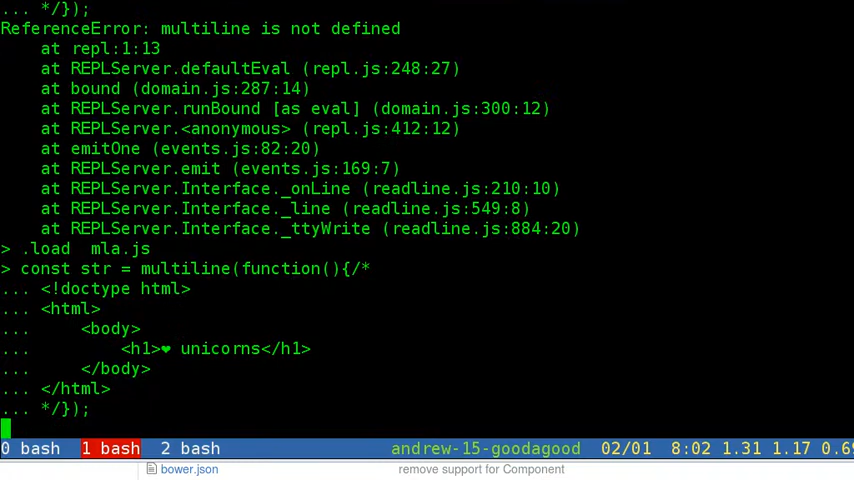 ... */});
ReferenceError: multiline is not defined
    at repl:1:13
    at REPLServer.defaultEval (repl.js:248:27)
    at bound (domain.js:287:14)
    at REPLServer.runBound [as eval] (domain.js:300:12)
    at REPLServer.<anonymous> (repl.js:412:12)
    at emitOne (events.js:82:20)
    at REPLServer.emit (events.js:169:7)
    at REPLServer.Interface._onLine (readline.js:210:10)
    at REPLServer.Interface._line (readline.js:549:8)
    at REPLServer.Interface._ttyWrite (readline.js:884:20)
> .load  mla.js
> const str = multiline(function(){/*
... <!doctype html>
... <html>
...     <body>
...         <h1>❤ unicorns</h1>
...     </body>
... </html>
... */});
0 bash  1 bash  2 bash  andrew-15-goodagood  02/01  8:02 1.31 1.17 0.69
bower.json  remove support for Component